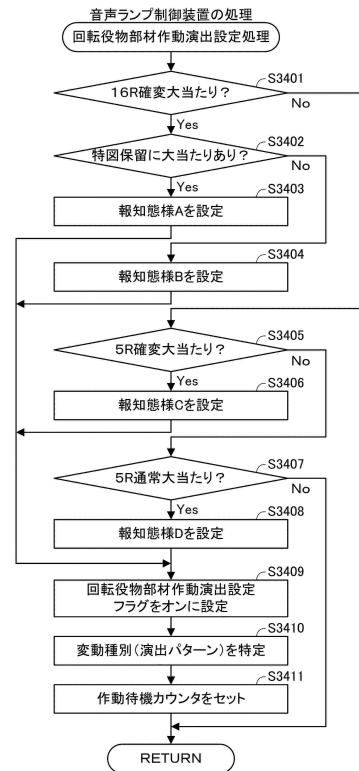 音声ランプ制御装置の処理
回転役物部材作動演出設定処理
S3401
16R確変大当たり?
No
Yes
S3402
特図保留に大当たりあり?
No
Yes
S3403
報知態様Aを設定
S3404
報知態様Bを設定
S3405
5R確変大当たり?
No
Yes
S3406
報知態様Cを設定
S3407
5R通常大当たり?
No
Yes
S3408
報知態様Dを設定
S3409
回転役物部材作動演出設定
フラグをオンに設定
S3410
変動種別(演出パターン)を特定
S3411
作動待機カウンタをセット
RETURN